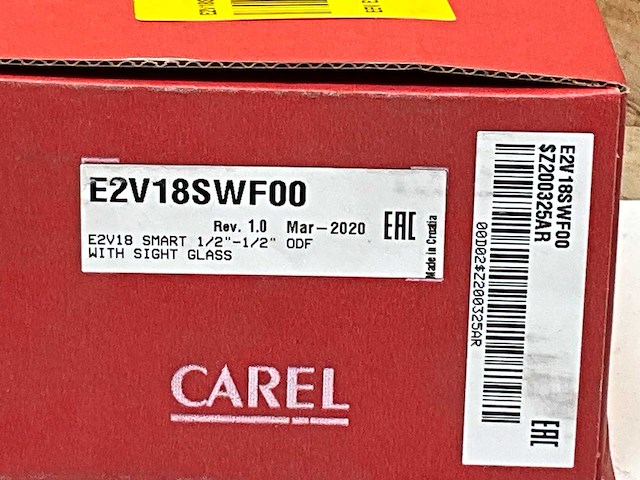 E2V18SWF00
Rev. 1.0 Mar-2020
EAC
E2V18 SMART 1/2"-1/2" ODF
WITH SIGHT GLASS
Made in Croatia
E2V18SWF00
$Z200325AR
00D02$Z200325AR
EAC
CAREL